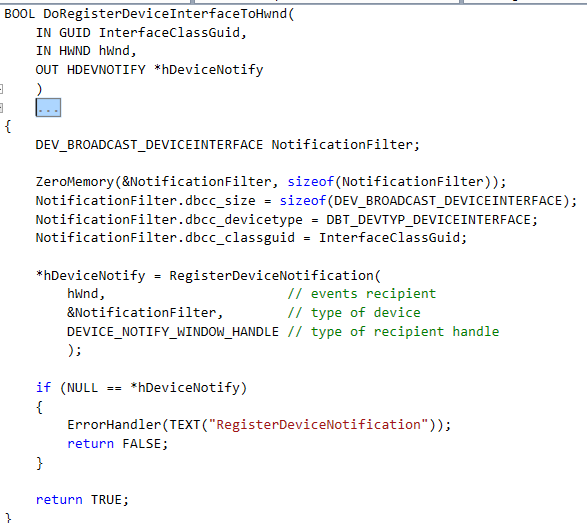 BOOL DoRegisterDeviceInterfaceToHwnd(
    IN GUID InterfaceClassGuid,
    IN HWND hWnd,
    OUT HDEVNOTIFY *hDeviceNotify
    )
    ...
{
    DEV_BROADCAST_DEVICEINTERFACE NotificationFilter;

    ZeroMemory(&NotificationFilter, sizeof(NotificationFilter));
    NotificationFilter.dbcc_size = sizeof(DEV_BROADCAST_DEVICEINTERFACE);
    NotificationFilter.dbcc_devicetype = DBT_DEVTYP_DEVICEINTERFACE;
    NotificationFilter.dbcc_classguid = InterfaceClassGuid;

    *hDeviceNotify = RegisterDeviceNotification(
        hWnd,                       // events recipient
        &NotificationFilter,        // type of device
        DEVICE_NOTIFY_WINDOW_HANDLE // type of recipient handle
        );

    if (NULL == *hDeviceNotify)
    {
        ErrorHandler(TEXT("RegisterDeviceNotification"));
        return FALSE;
    }

    return TRUE;
}